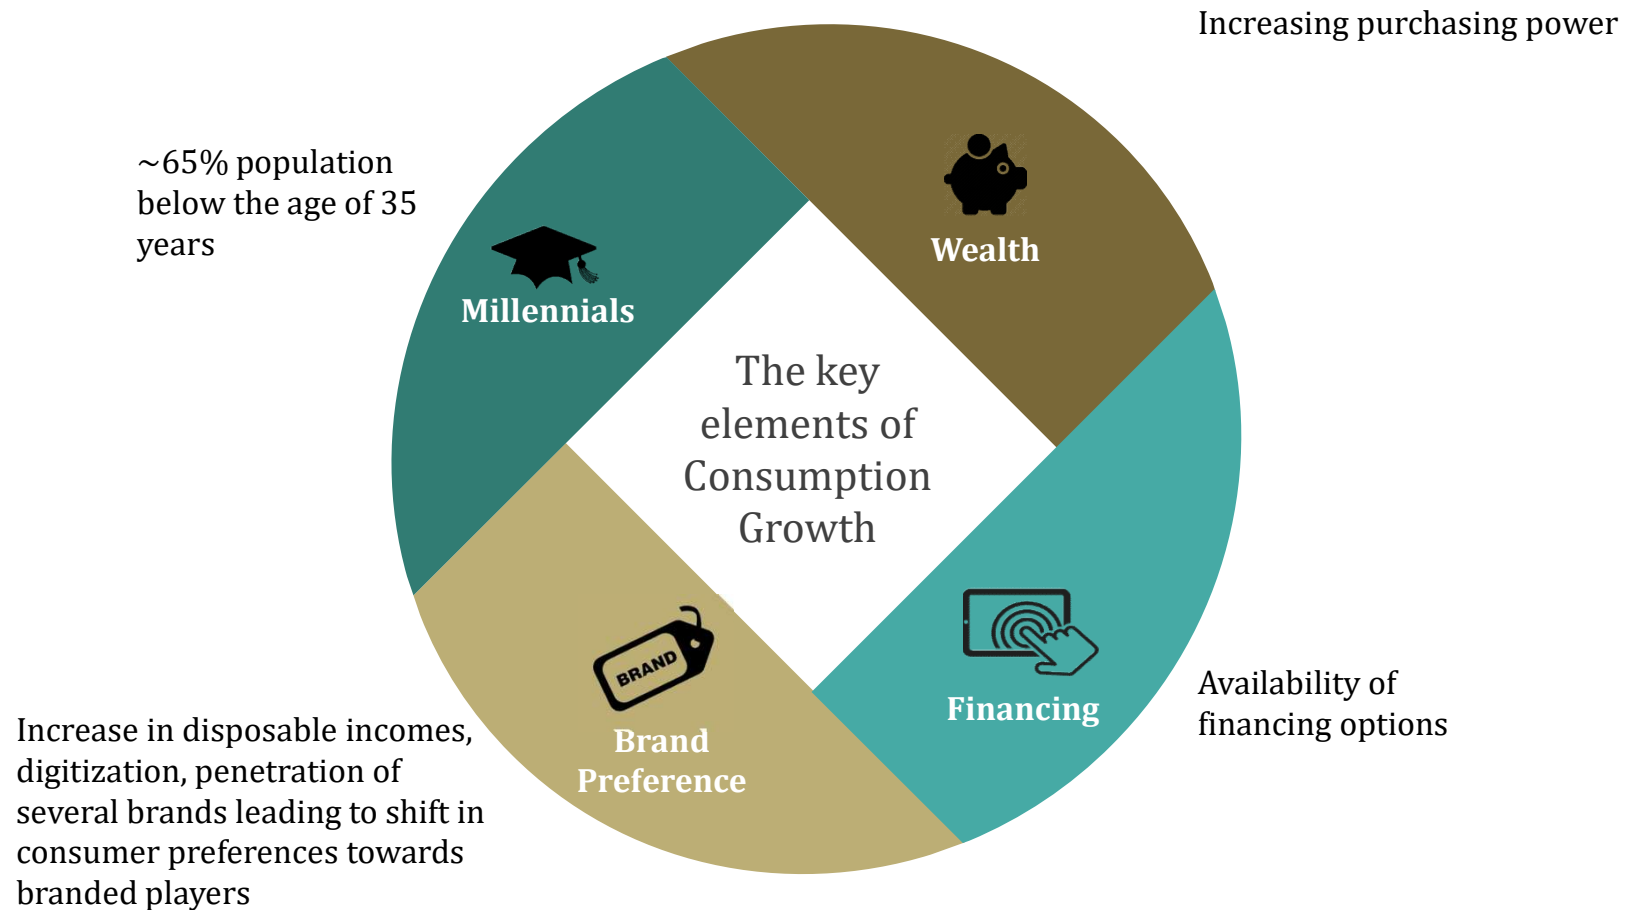 Increasing purchasing power
~65% population
below the age of 35
years
Wealth
Millennials
The key
elements of
Consumption
Growth
BRAND
Brand
Preference
Financing
Availability of
financing options
Increase in disposable incomes,
digitization, penetration of
several brands leading to shift in
consumer preferences towards
branded players